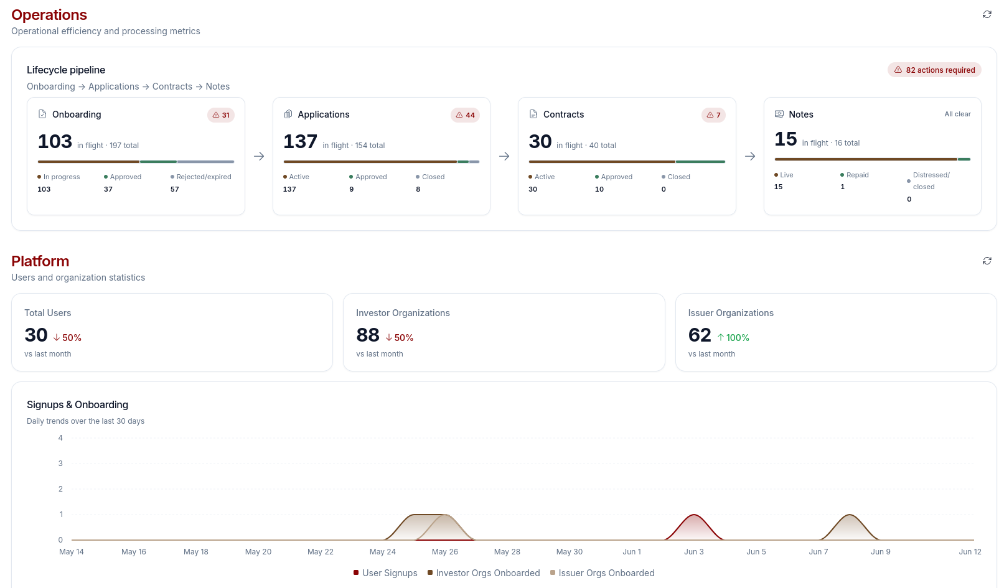 Operations
Operational efficiency and processing metrics
Lifecycle pipeline
82 actions required
Onboarding → Applications → Contracts → Notes
Onboarding
31
103 in flight · 197 total
In progress
Approved
Rejected/expired
103
37
57
Applications
44
137 in flight · 154 total
Active
Approved
Closed
137
9
8
Contracts
7
30 in flight · 40 total
Active
Approved
Closed
30
10
0
Notes
All clear
15 in flight · 16 total
Live
Repaid
Distressed/
closed
15
1
0
Platform
Users and organization statistics
Total Users
30 ↓ 50%
vs last month
Investor Organizations
88 ↓ 50%
vs last month
Issuer Organizations
62 ↑ 100%
vs last month
Signups & Onboarding
Daily trends over the last 30 days
4
3
2
1
0
May 14 May 16 May 18 May 20 May 22 May 24 May 26 May 28 May 30 Jun 1 Jun 3 Jun 5 Jun 7 Jun 9 Jun 12
User Signups Investor Orgs Onboarded Issuer Orgs Onboarded